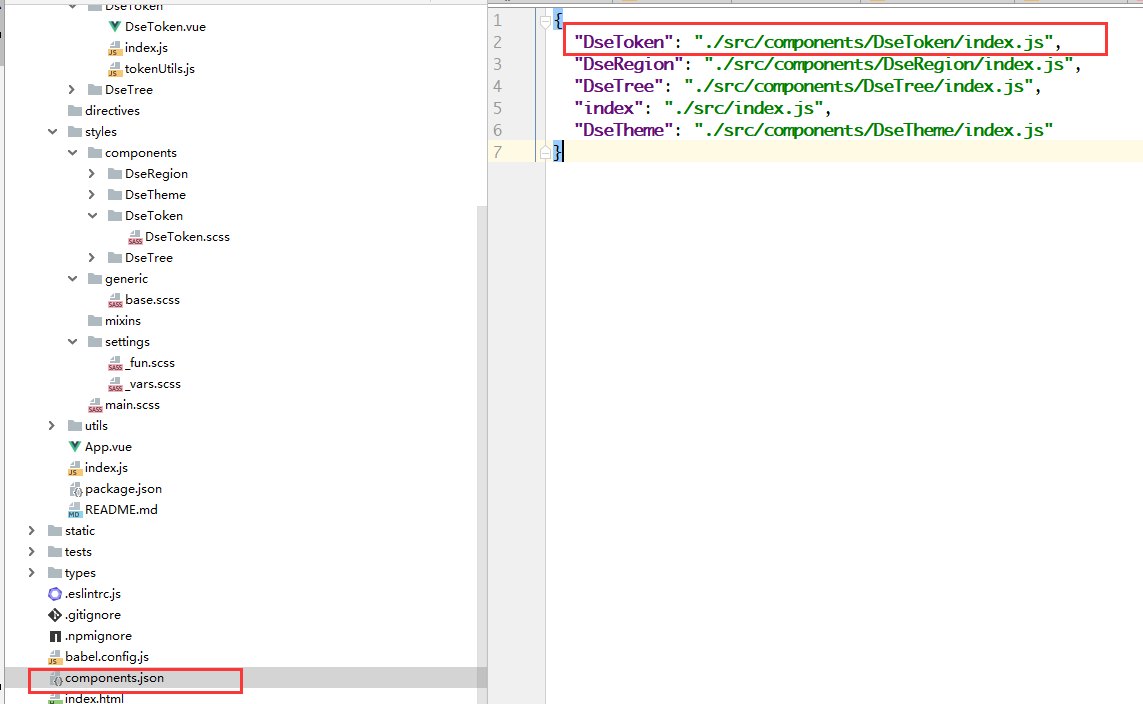 DseToken
DseToken.vue
index.js
tokenUtils.js
DseTree
directives
styles
components
DseRegion
DseTheme
DseToken
DseToken.scss
DseTree
generic
base.scss
mixins
settings
_fun.scss
_vars.scss
main.scss
utils
App.vue
index.js
package.json
README.md
static
tests
types
.eslintrc.js
.gitignore
.npmignore
babel.config.js
components.json
index.html
1 {
2 "DseToken": "./src/components/DseToken/index.js",
3 "DseRegion": "./src/components/DseRegion/index.js",
4 "DseTree": "./src/components/DseTree/index.js",
5 "index": "./src/index.js",
6 "DseTheme": "./src/components/DseTheme/index.js"
7 }